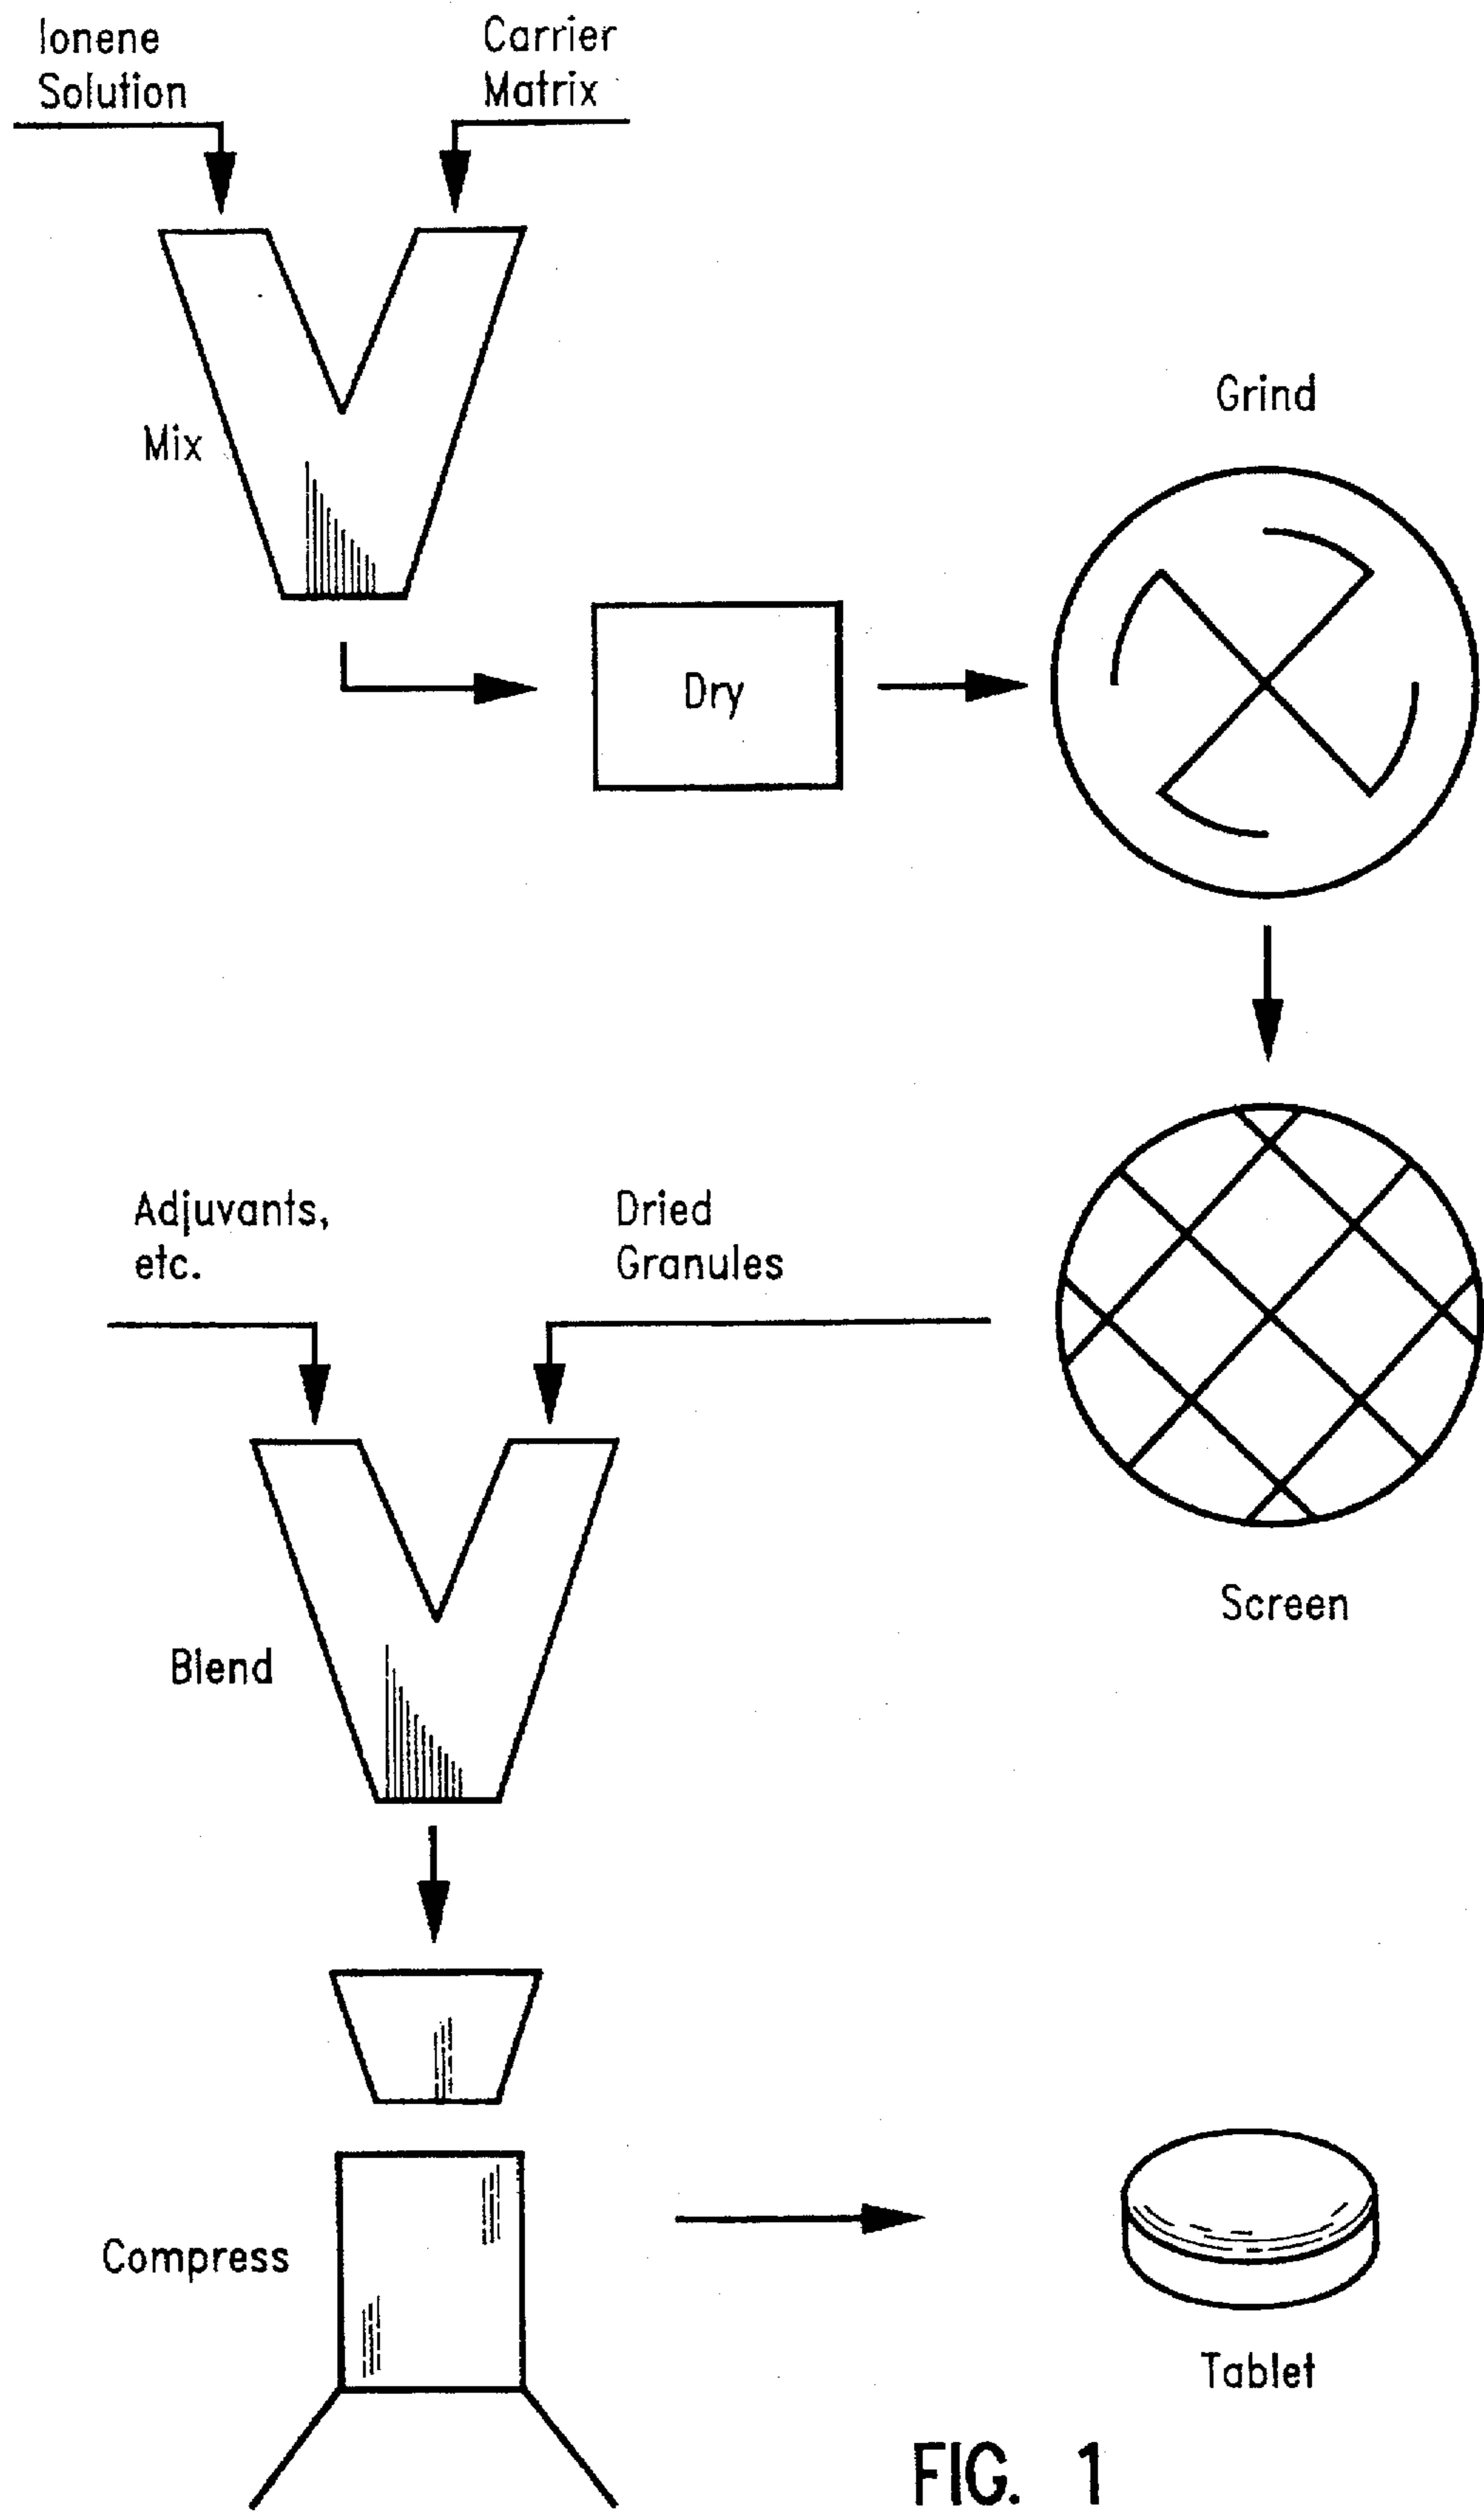 Ionene
Solution
Carrier
Matrix
Mix
Grind
Dry
Adjuvants,
etc.
Dried
Granules
Screen
Blend
Compress
Tablet
FIG. 1